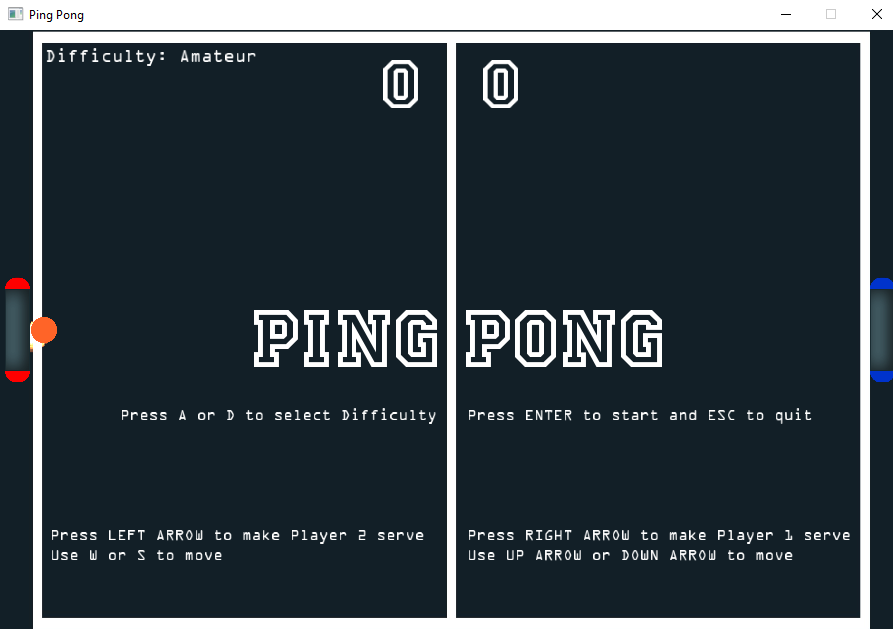 Ping Pong
Difficulty: Amateur
0 0
PING PONG
Press A or D to select Difficulty
Press ENTER to start and ESC to quit
Press LEFT ARROW to make Player 2 serve
Use W or S to move
Press RIGHT ARROW to make Player 1 serve
Use UP ARROW or DOWN ARROW to move